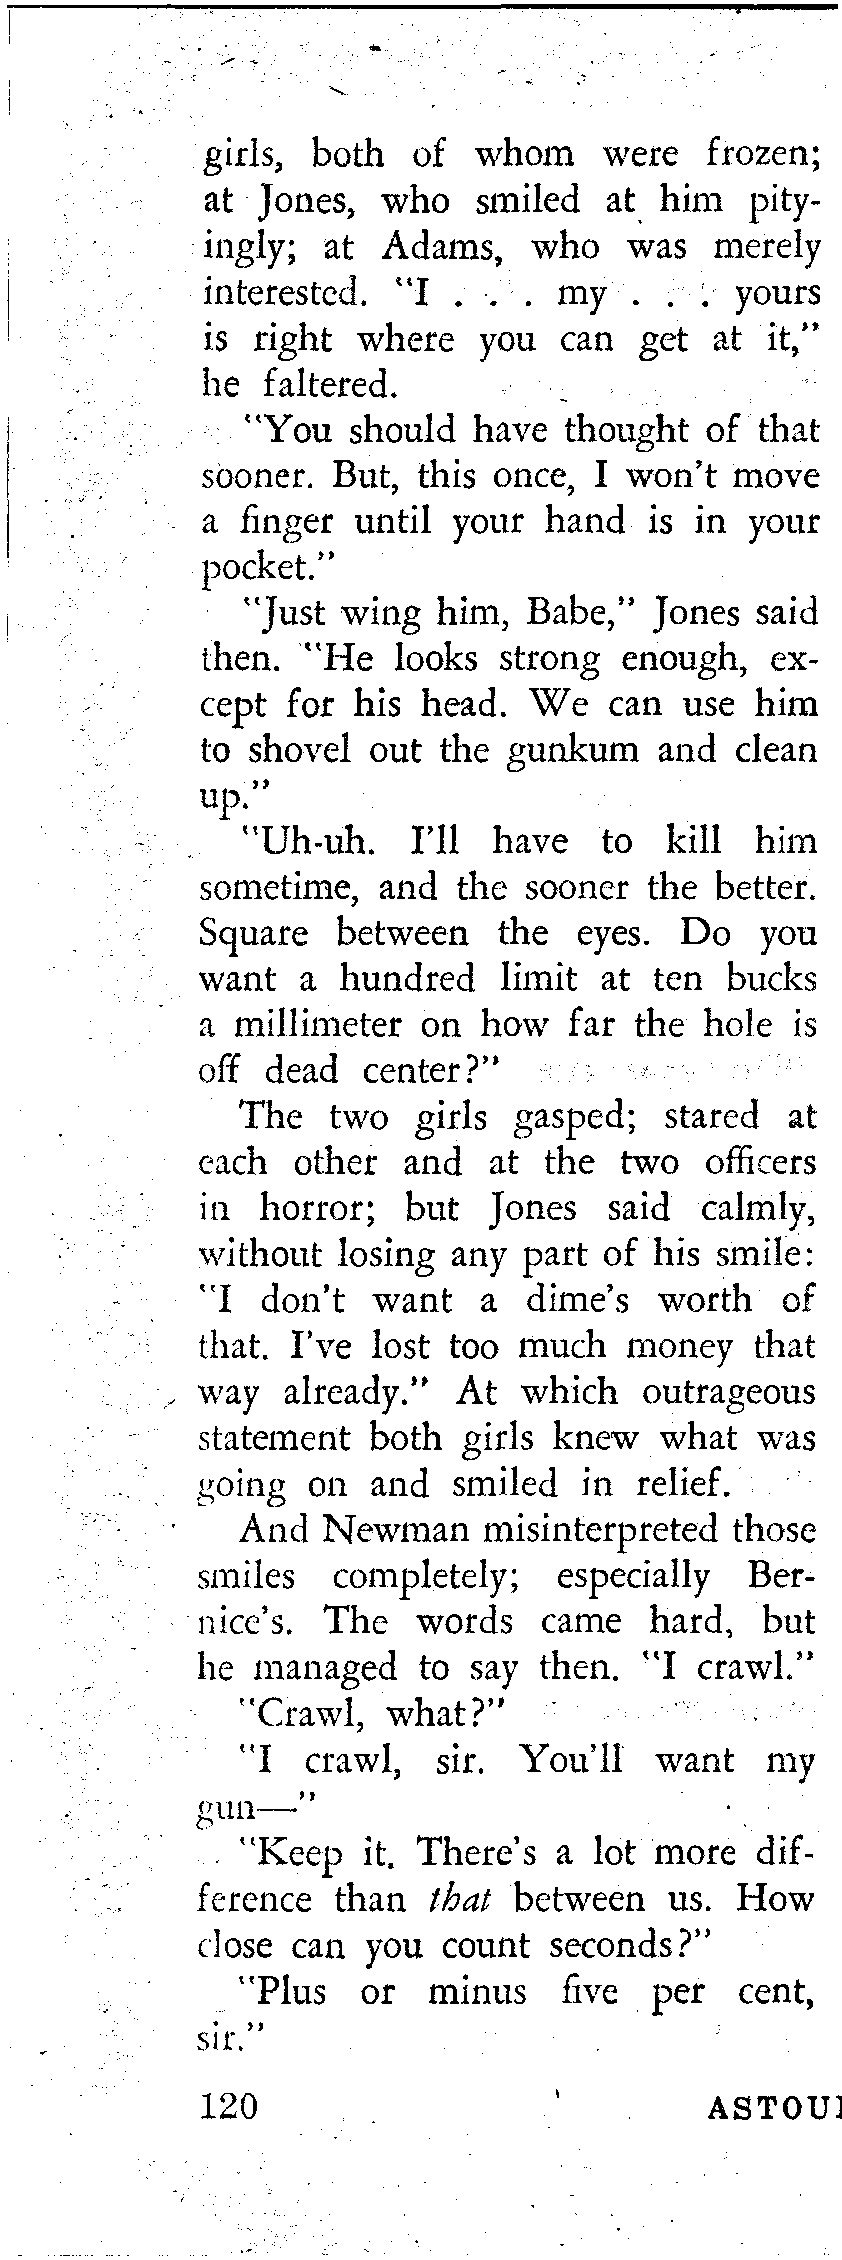 girls, both of whom were frozen;
at Jones, who smiled at him pity-
ingly; at Adams, who was merely
interested. "I . . . my . . . yours
is right where you can get at it,"
he faltered.
"You should have thought of that
sooner. But, this once, I won't move
a finger until your hand is in your
pocket."
"Just wing him, Babe," Jones said
then. "He looks strong enough, ex-
cept for his head. We can use him
to shovel out the gunkum and clean
up."
"Uh-uh. I'll have to kill him
sometime, and the sooner the better.
Square between the eyes. Do you
want a hundred limit at ten bucks
a millimeter on how far the hole is
off dead center?"
The two girls gasped; stared at
each other and at the two officers
in horror; but Jones said calmly,
without losing any part of his smile:
"I don't want a dime's worth of
that. I've lost too much money that
way already." At which outrageous
statement both girls knew what was
going on and smiled in relief.
And Newman misinterpreted those
smiles completely; especially Ber-
nice's. The words came hard, but
he managed to say then. "I crawl."
"Crawl, what?"
"I crawl, sir. You'll want my
gun—"
"Keep it. There's a lot more dif-
ference than that between us. How
close can you count seconds?"
"Plus or minus five per cent,
sir."
120 ASTOU